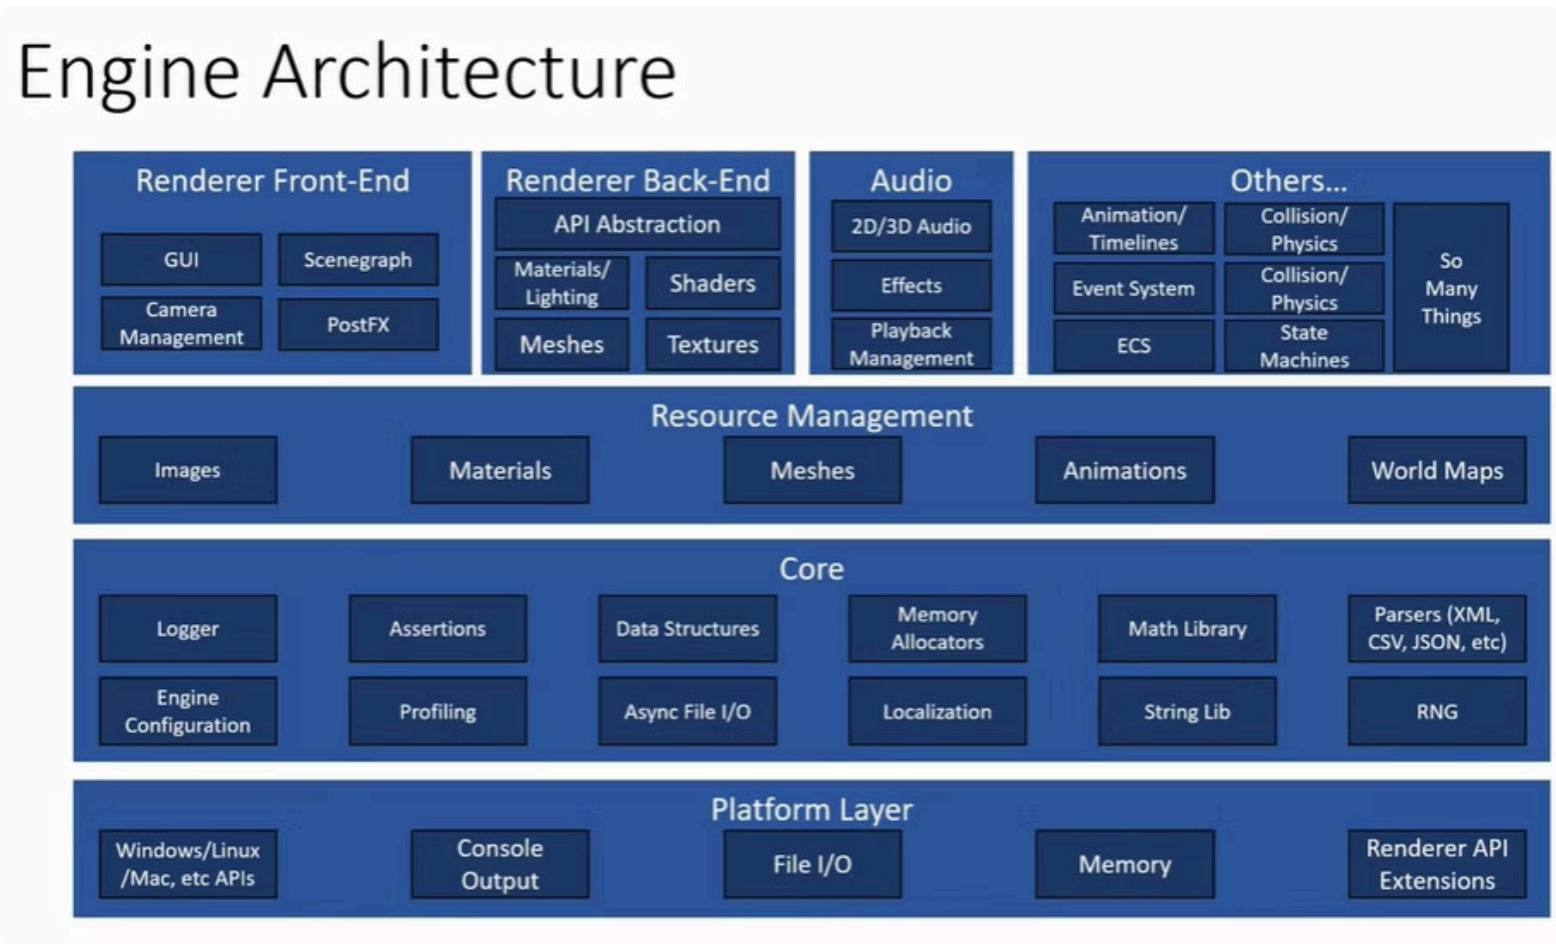 Engine Architecture
Renderer Front-End
GUI
Scenegraph
Camera
Management
PostFX
Renderer Back-End
API Abstraction
Materials/
Lighting
Shaders
Meshes
Textures
Audio
2D/3D Audio
Effects
Playback
Management
Others...
Animation/
Timelines
Collision/
Physics
Event System
Collision/
Physics
ECS
State
Machines
So
Many
Things
Resource Management
Images
Materials
Meshes
Animations
World Maps
Core
Logger
Assertions
Data Structures
Memory
Allocators
Math Library
Parsers (XML,
CSV, JSON, etc)
Engine
Configuration
Profiling
Async File I/O
Localization
String Lib
RNG
Platform Layer
Windows/Linux
/Mac, etc APIs
Console
Output
File I/O
Memory
Renderer API
Extensions